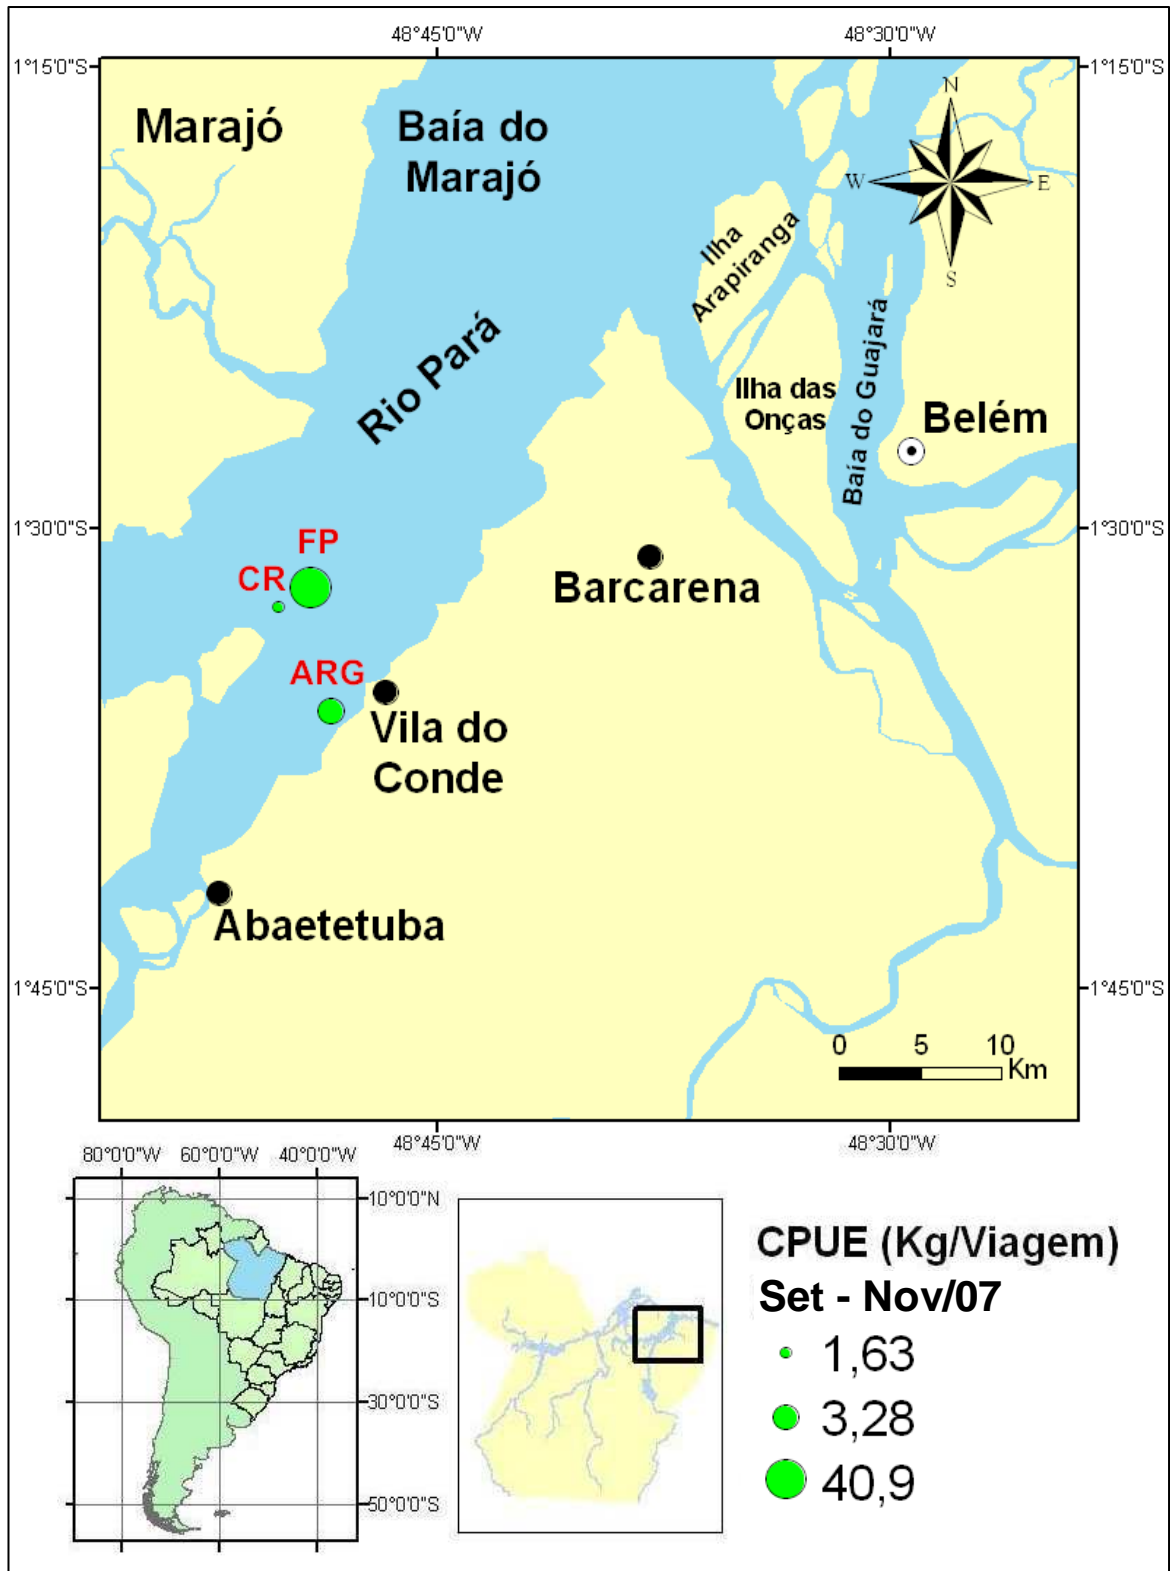 48°45'0"W
48°30'0"W
1°15'0"S
1°15'0"S
N
Marajó
Baía do
Marajó
W
E
S
Ilha
Arapiranga
Rio Pará
Baía do Guajará
Ilha das
Onças
Belém
1°30'0"S
1°30'0"S
FP
CR
Barcarena
ARG
Vila do
Conde
Abaetetuba
1°45'0"S
1°45'0"S
0 5 10
Km
48°45'0"W
48°30'0"W
80°0'0"W 60°0'0"W 40°0'0"W
10°0'0"N
10°0'0"S
30°0'0"S
50°0'0"S
CPUE (Kg/Viagem)
Set - Nov/07
1,63
3,28
40,9